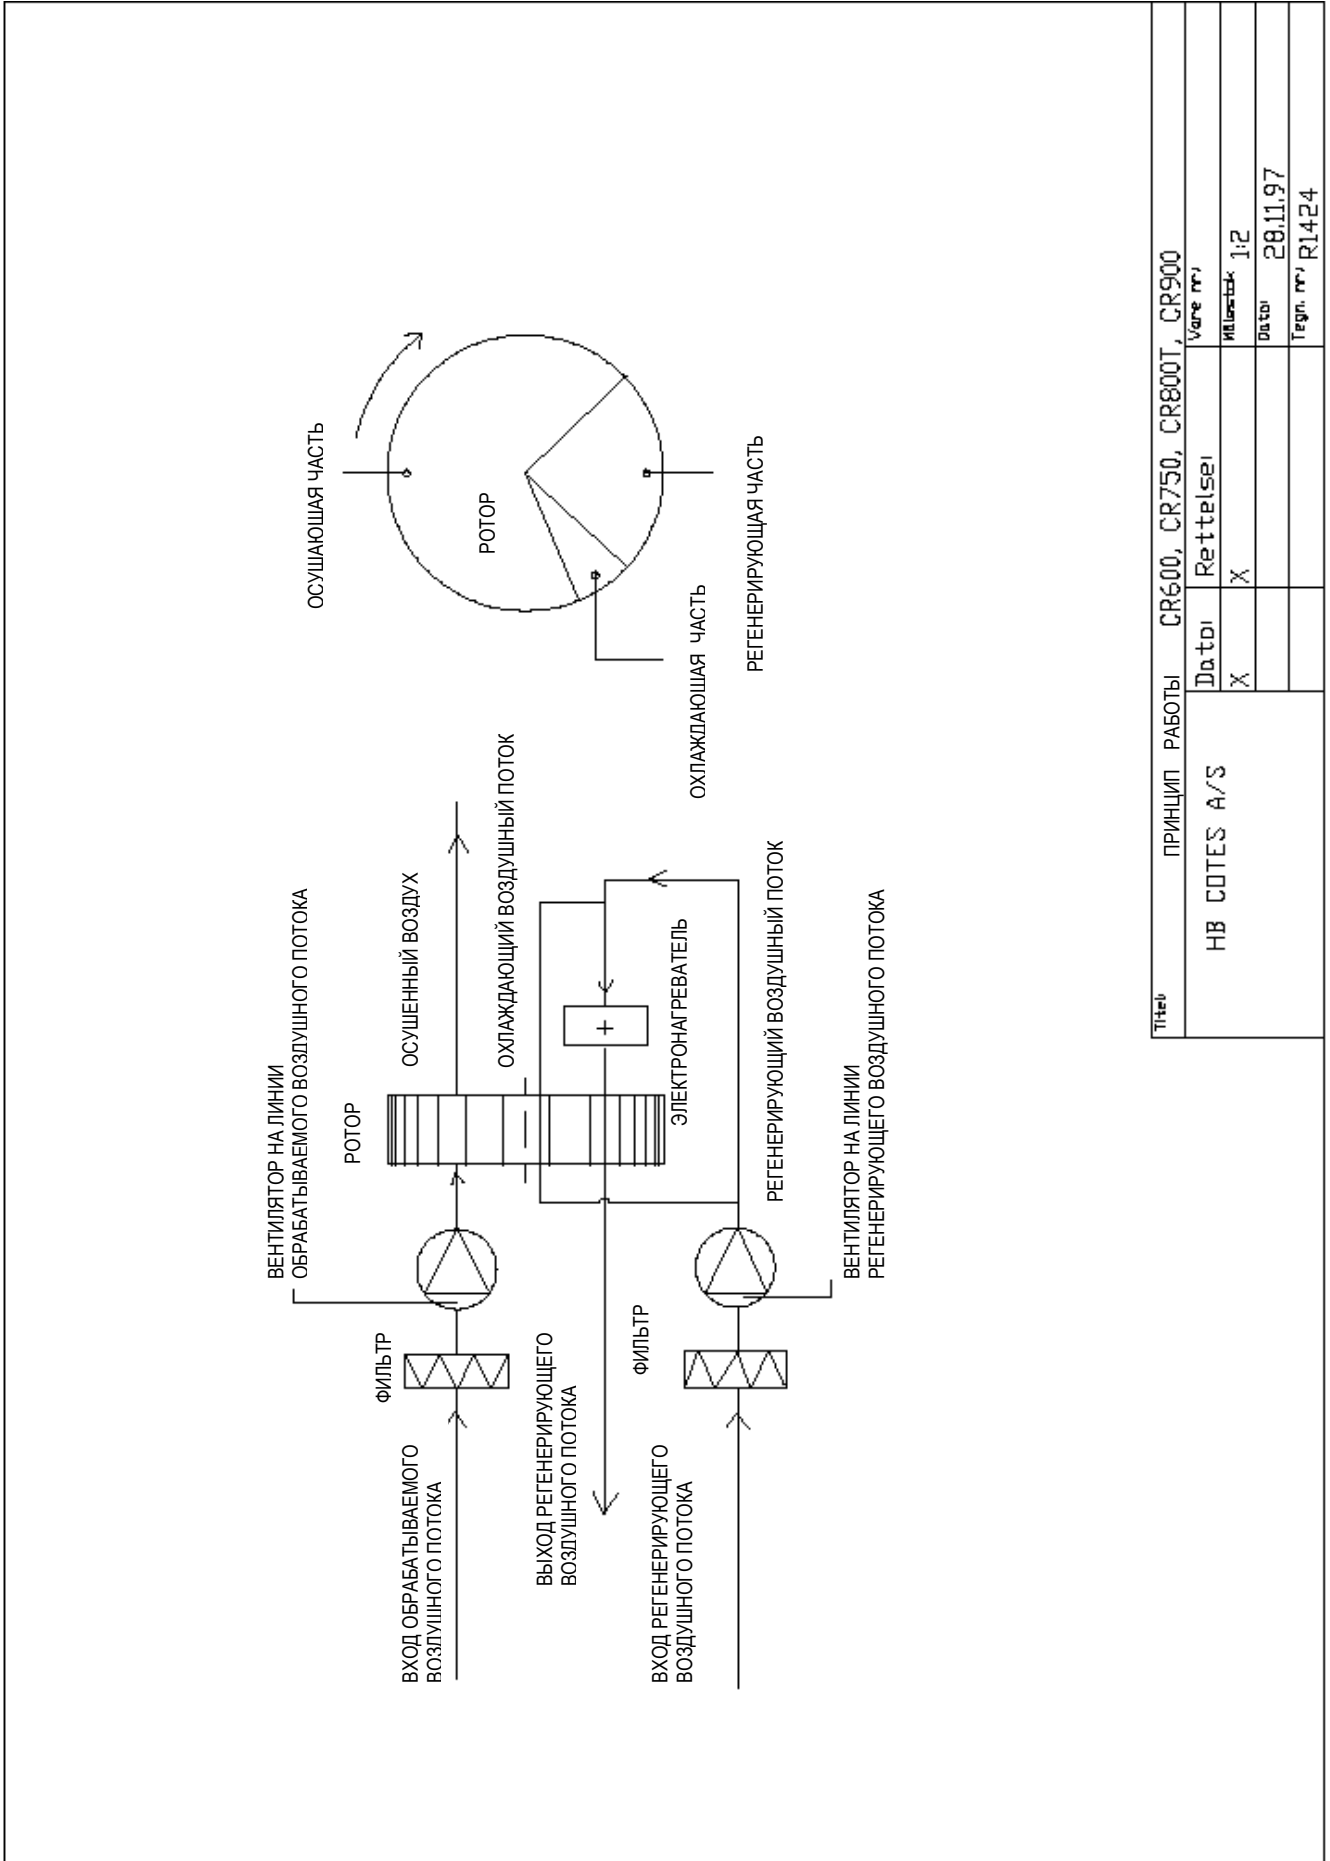 ВЕНТИЛЯТОР НА ЛИНИИ
ОБРАБАТЫВАЕМОГО ВОЗДУШНОГО ПОТОКА
ОСУШАЮШАЯ ЧАСТЬ
РОТОР
ФИЛЬТР
ОСУШЕННЫЙ ВОЗДУХ
ВХОД ОБРАБАТЫВАЕМОГО
ВОЗДУШНОГО ПОТОКА
РОТОР
ОХЛАЖДАЮЩИЙ ВОЗДУШНЫЙ ПОТОК
ВЫХОД РЕГЕНЕРИРУЮЩЕГО
ВОЗДУШНОГО ПОТОКА
ФИЛЬТР
ЭЛЕКТРОНАГРЕВАТЕЛЬ
ОХЛАЖДАЮШАЯ ЧАСТЬ
ВХОД РЕГЕНЕРИРУЮЩЕГО
ВОЗДУШНОГО ПОТОКА
РЕГЕНЕРИРУЮЩАЯ ЧАСТЬ
РЕГЕНЕРИРУЮЩИЙ ВОЗДУШНЫЙ ПОТОК
ВЕНТИЛЯТОР НА ЛИНИИ
РЕГЕНЕРИРУЮЩЕГО ВОЗДУШНОГО ПОТОКА
Titel: ПРИНЦИП РАБОТЫ CR600, CR750, CR800T, CR900
HB COTES A/S
Dato: Rettelse: Vare nr.:
X X Målestok: 1:2
Dato: 28.11.97
Tegn. nr.: R1424